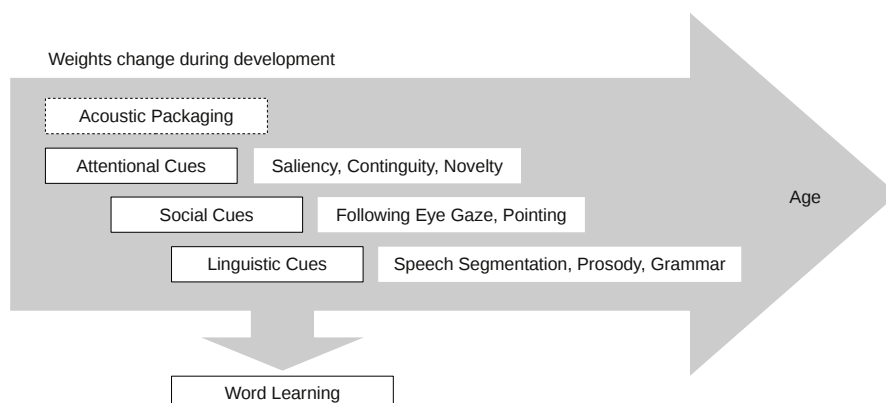 Weights change during development
Acoustic Packaging
Attentional Cues
Saliency, Continguity, Novelty
Social Cues
Following Eye Gaze, Pointing
Age
Linguistic Cues
Speech Segmentation, Prosody, Grammar
Word Learning